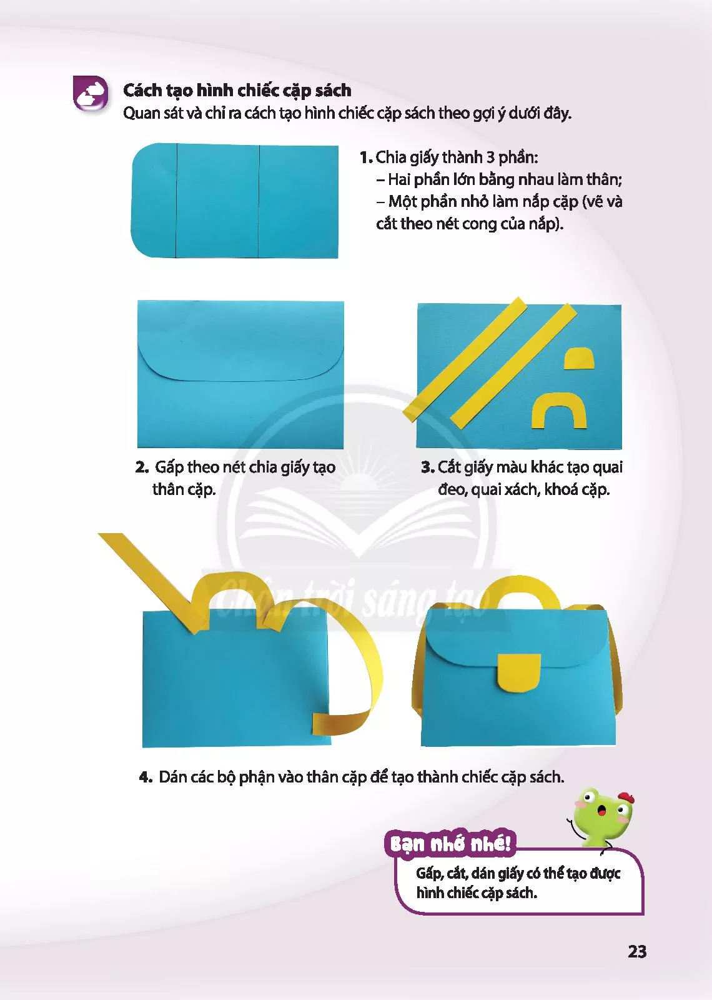 Cách tạo hình chiếc cặp sách
Quan sát và chỉ ra cách tạo hình chiếc cặp sách theo gợi ý dưới đây.
1. Chia giấy thành 3 phần:
– Hai phần lớn bằng nhau làm thân;
– Một phần nhỏ làm nắp cặp (vẽ và
cắt theo nét cong của nắp).
2. Gấp theo nét chia giấy tạo
thân cặp.
3. Cắt giấy màu khác tạo quai
đeo, quai xách, khoá cặp.
Chân trời sáng tạo
4. Dán các bộ phận vào thân cặp để tạo thành chiếc cặp sách.
Bạn nhớ nhé!
Gấp, cắt, dán giấy có thể tạo được
hình chiếc cặp sách.
23